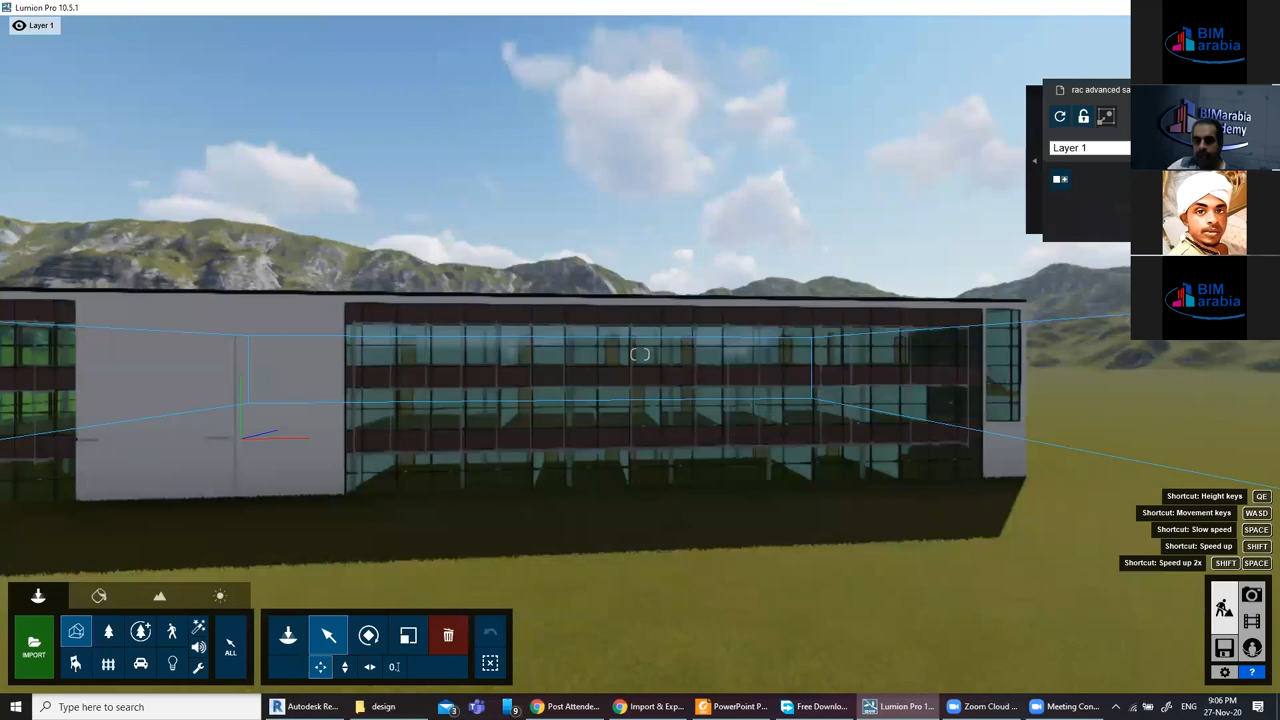 Lumion Pro 10.5.1
Layer 1
BIM
arabia
rac advanced sa
Layer 1
BIMarabia
BIM
arabia
Shortcut: Height keys QE
Shortcut: Movement keys WASD
Shortcut: Slow speed SPACE
Shortcut: Speed up SHIFT
Shortcut: Speed up 2x SHIFT SPACE
IMPORT
ALL
?
Type here to search
Autodesk Re...
design
3
9
Post Attende...
Import & Exp...
PowerPoint P...
Free Downlo...
Lumion Pro 1...
Zoom Cloud ...
Meeting Con...
ENG
9:06 PM
27-Nov-20